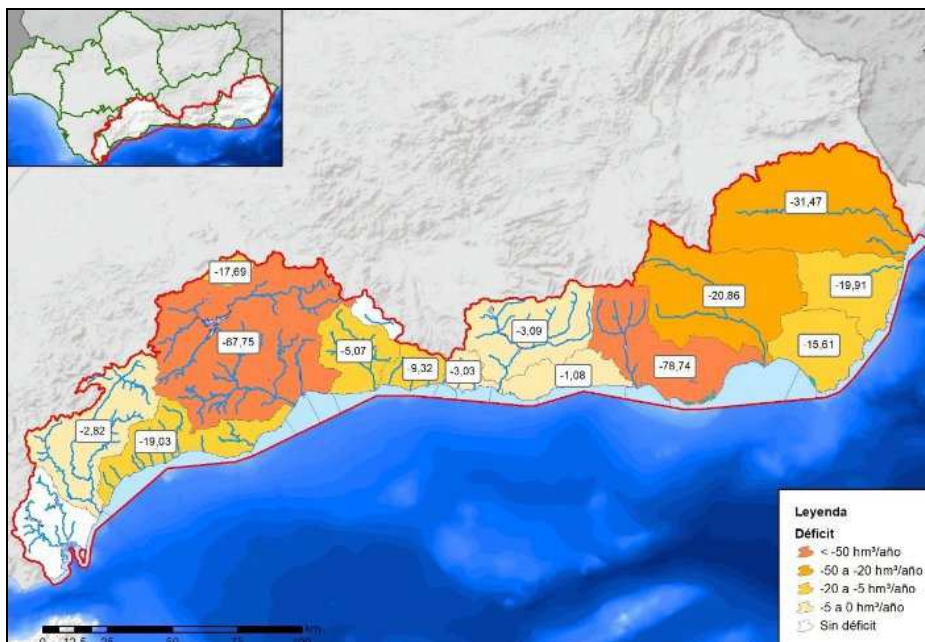 -31,47
-17,69
-19,91
-20,86
-3,09
-67,75
-5,07
-15,61
-9,32
-3,03
-1,08
-78,74
-2,82
-19,03
Leyenda
Déficit
< -50 hm³/año
-50 a -20 hm³/año
-20 a -5 hm³/año
-5 a 0 hm³/año
Sin déficit
0 12,5 25 50 75 100 km